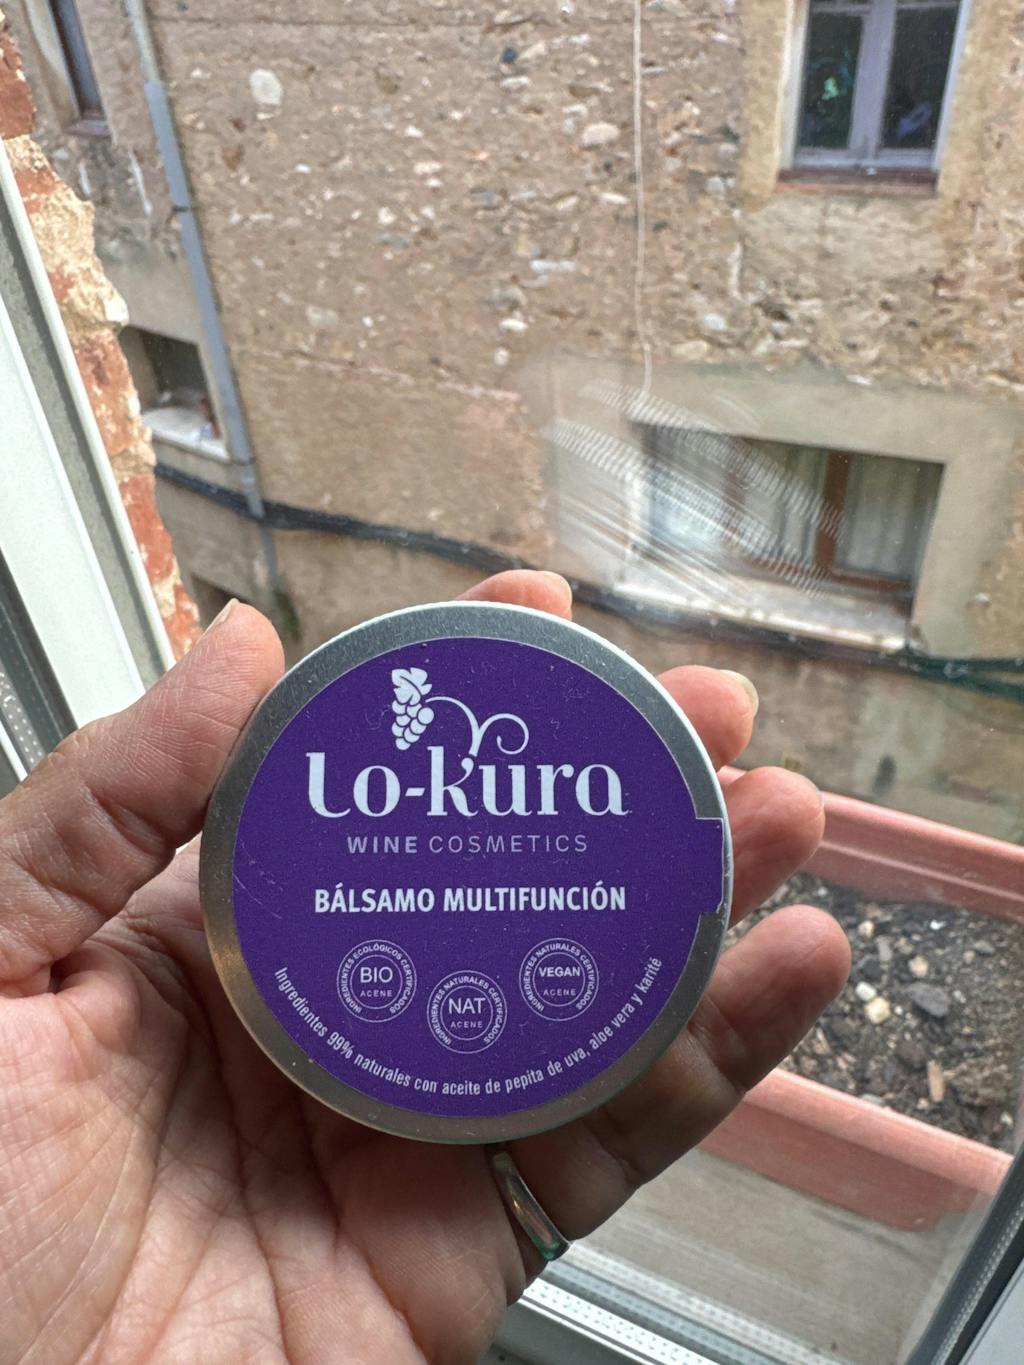 Lo-kura
WINE COSMETICS
BÁLSAMO MULTIFUNCIÓN
INGREDIENTES ECOLÓGICOS CERTIFICADOS
BIO
ACENE
INGREDIENTES NATURALES CERTIFICADOS
NAT
ACENE
INGREDIENTES NATURALES CERTIFICADOS
VEGAN
ACENE
Ingredientes 99% naturales con aceite de pepita de uva, aloe vera y karité